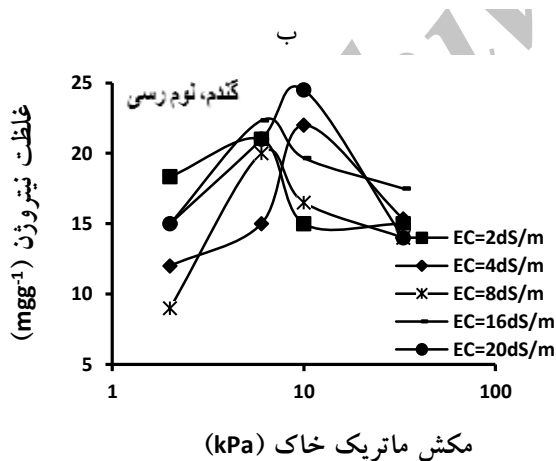 ب
گندم، لوم رسی
غلظت نیتروژن (mgg-1)
25
20
15
10
5
1
10
100
EC=2dS/m
EC=4dS/m
EC=8dS/m
EC=16dS/m
EC=20dS/m
مکش ماتریک خاک (kPa)